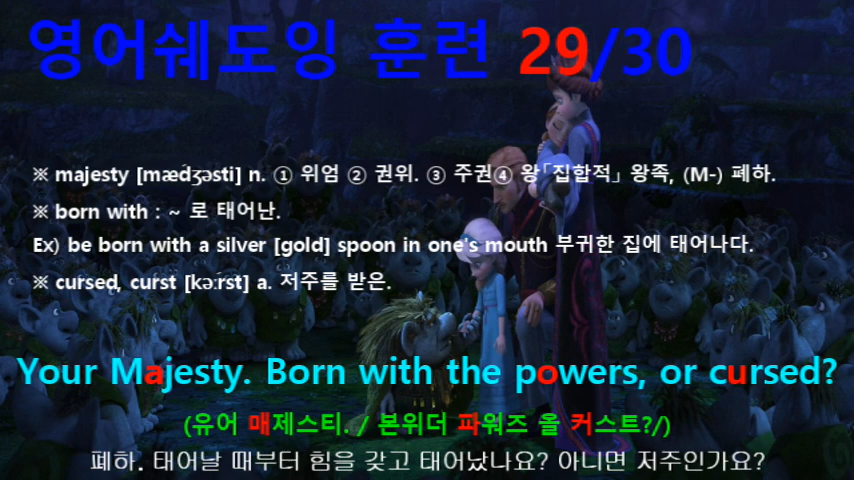 영어쉐도잉 훈련 29/30
※ majesty [mædʒəsti] n. ① 위엄 ② 권위. ③ 주권④ 왕「집합적」 왕족, (M-) 폐하.
※ born with : ~ 로 태어난.
Ex) be born with a silver [gold] spoon in one's mouth 부귀한 집에 태어나다.
※ cursed, curst [kə́ːrst] a. 저주를 받은.
Your Majesty. Born with the powers, or cursed?
(유어 매제스티. / 본위더 파워즈 올 커스트?/)
폐하. 태어날 때부터 힘을 갖고 태어났나요? 아니면 저주인가요?